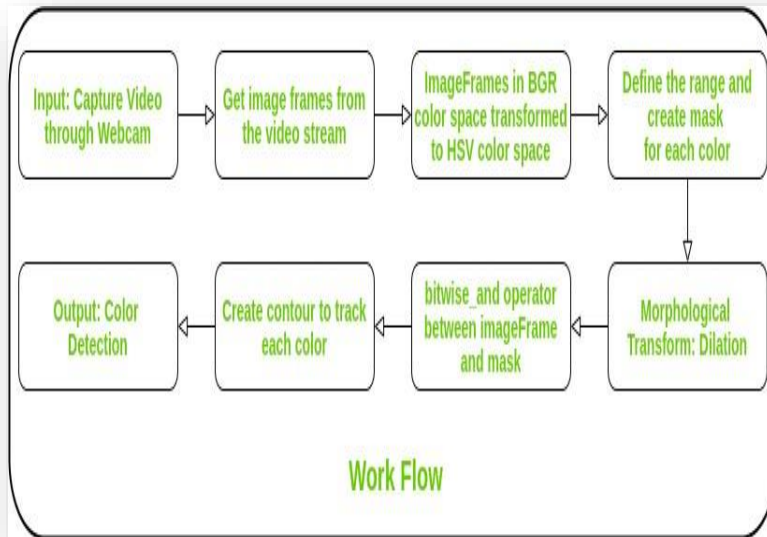 Input: Capture Video
through Webcam
Get image frames from
the video stream
ImageFrames in BGR
color space transformed
to HSV color space
Define the range and
create mask
for each color
Morphological
Transform: Dilation
bitwise_and operator
between imageFrame
and mask
Create contour to track
each color
Output: Color
Detection
Work Flow